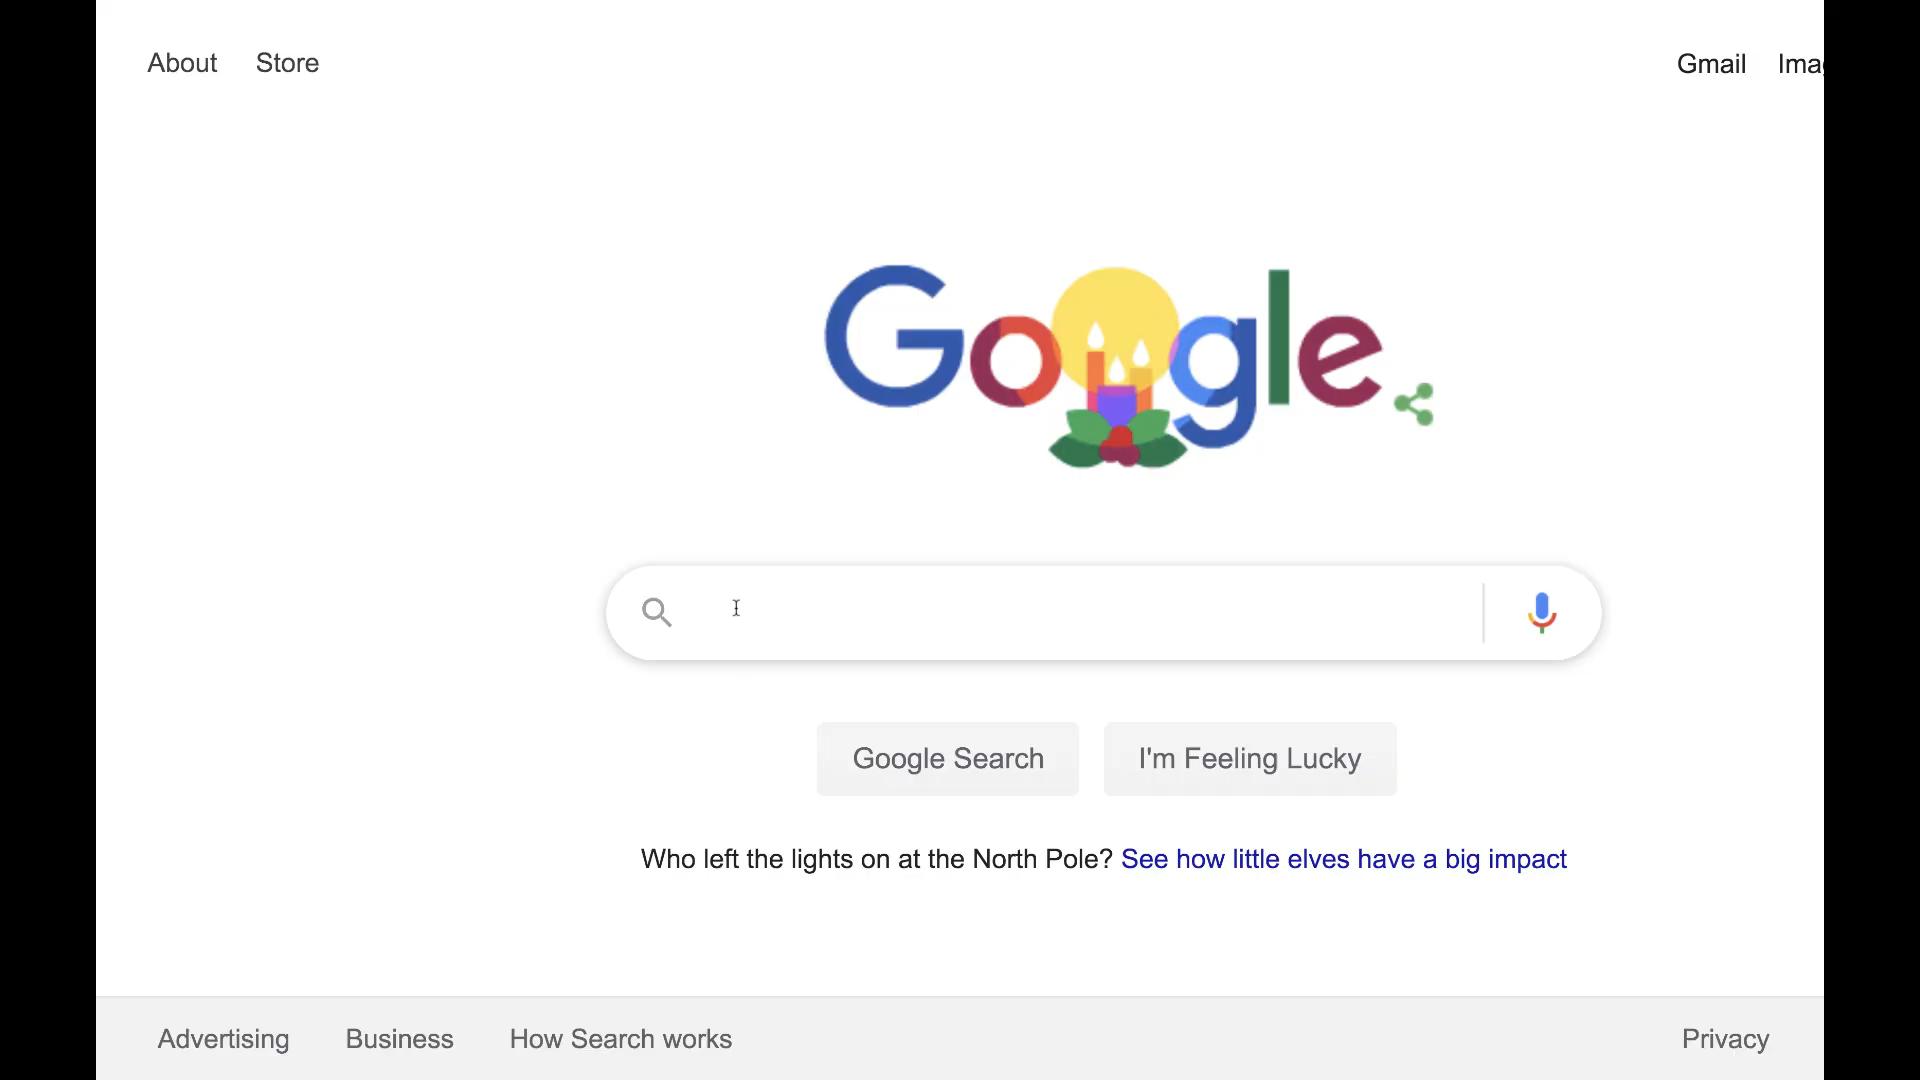 About Store Gmail
Google
Google Search I'm Feeling Lucky
Who left the lights on at the North Pole? See how little elves have a big impact
Advertising Business How Search works Privacy